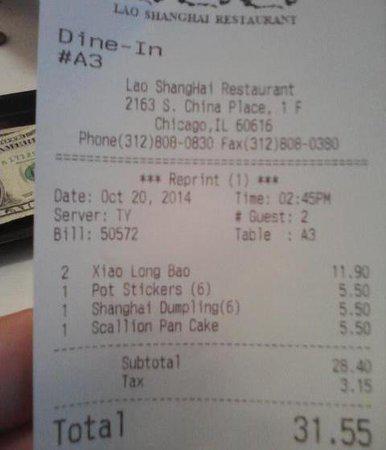 LAO SHANGHAI RESTAURANT
Dine-In
#A3
Lao ShangHai Restaurant
2163 S. China Place, 1 F
Chicago,IL 60616
Phone(312)808-0830 Fax(312)808-0380
*** Reprint (1) ***
Date: Oct 20, 2014 Time: 02:45PM
Server: TY # Guest: 2
Bill: 50572 Table : A3
2 Xiao Long Bao 11.90
1 Pot Stickers (6) 5.50
1 Shanghai Dumpling(6) 5.50
1 Scallion Pan Cake 5.50
Subtotal 28.40
Tax 3.15
Total 31.55